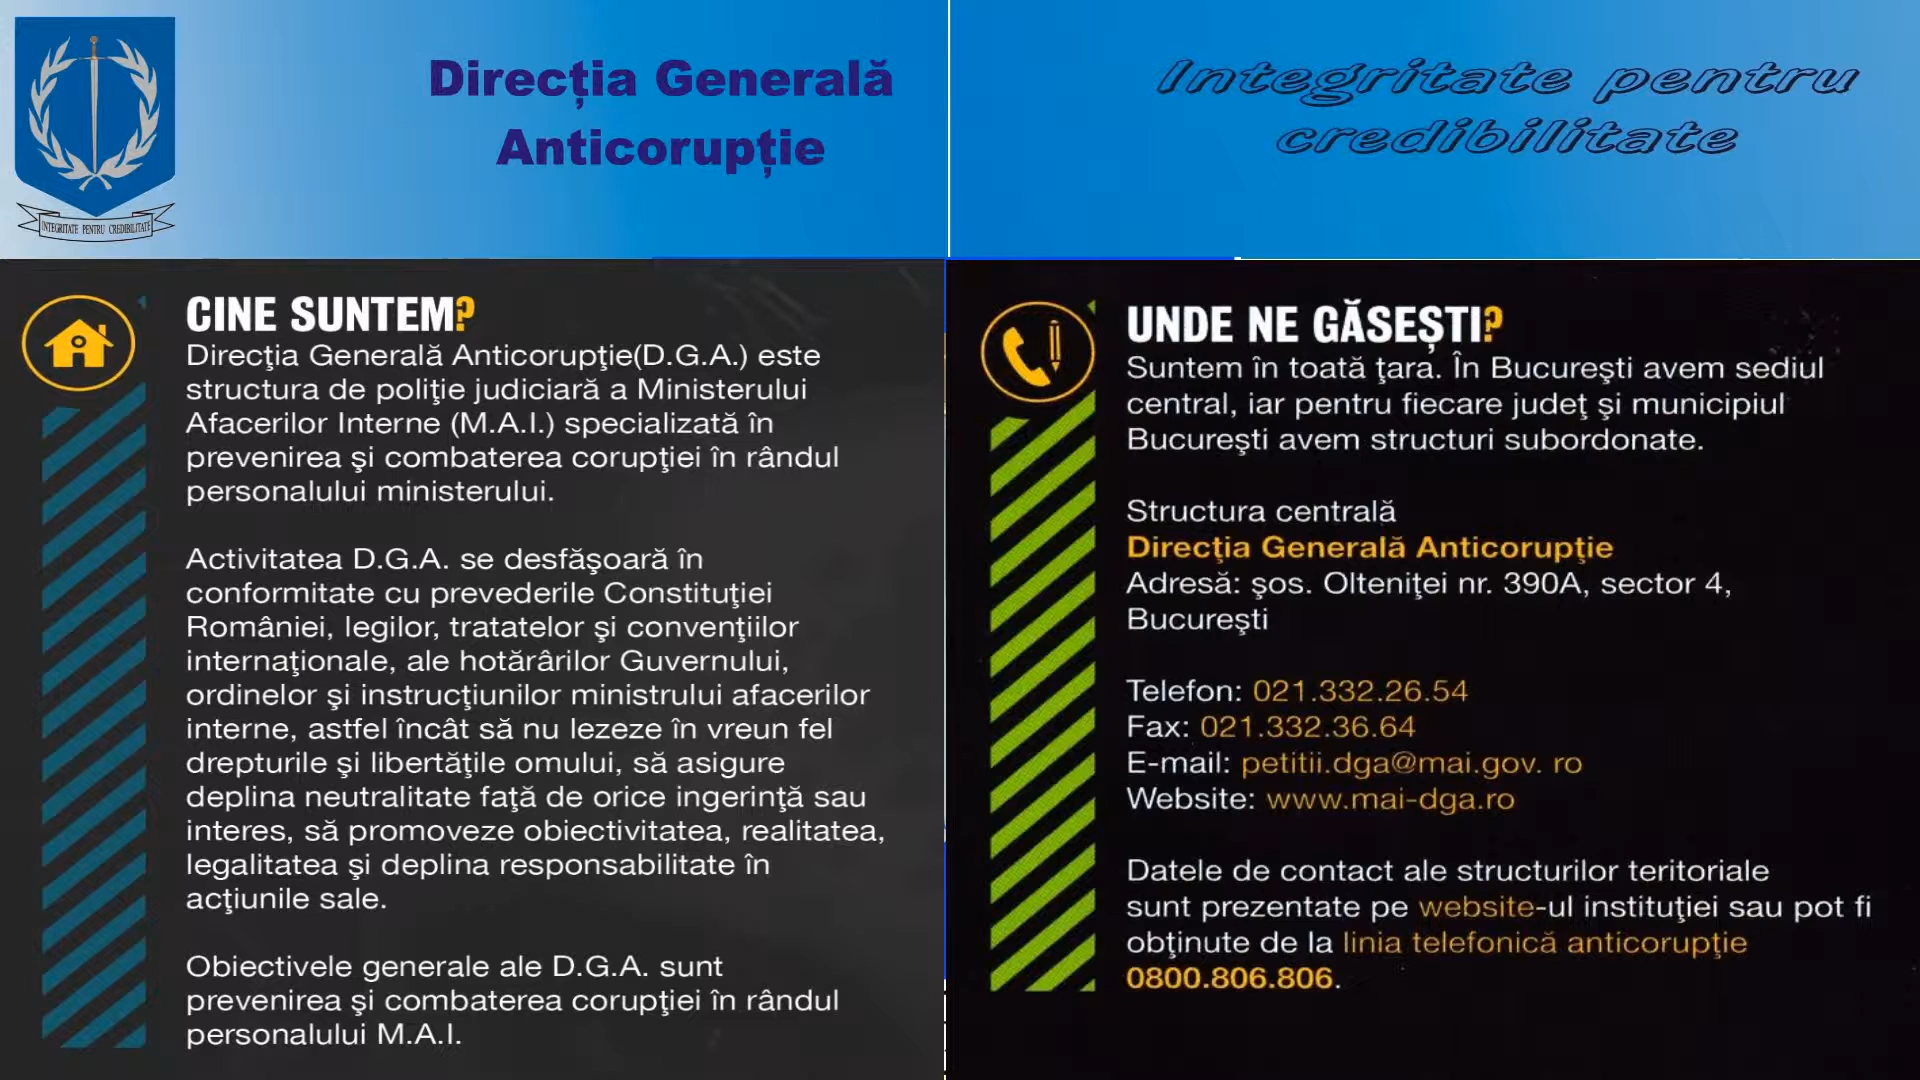 Direcția Generală
Anticorupție
Integritate pentru
credibilitate
INTEGRITATE PENTRU CREDIBILITATE
CINE SUNTEM?
Direcţia Generală Anticorupţie(D.G.A.) este
structura de poliţie judiciară a Ministerului
Afacerilor Interne (M.A.I.) specializată în
prevenirea şi combaterea corupţiei în rândul
personalului ministerului.
Activitatea D.G.A. se desfăşoară în
conformitate cu prevederile Constituţiei
României, legilor, tratatelor şi convenţiilor
internaţionale, ale hotărârilor Guvernului,
ordinelor şi instrucţiunilor ministrului afacerilor
interne, astfel încât să nu lezeze în vreun fel
drepturile şi libertăţile omului, să asigure
deplina neutralitate faţă de orice ingerinţă sau
interes, să promoveze obiectivitatea, realitatea,
legalitatea şi deplina responsabilitate în
acţiunile sale.
Obiectivele generale ale D.G.A. sunt
prevenirea şi combaterea corupţiei în rândul
personalului M.A.I.
UNDE NE GĂSEȘTI?
Suntem în toată ţara. În Bucureşti avem sediul
central, iar pentru fiecare judeţ şi municipiul
Bucureşti avem structuri subordonate.
Structura centrală
Direcţia Generală Anticorupţie
Adresă: şos. Olteniţei nr. 390A, sector 4,
Bucureşti
Telefon: 021.332.26.54
Fax: 021.332.36.64
E-mail: petitii.dga@mai.gov. ro
Website: www.mai-dga.ro
Datele de contact ale structurilor teritoriale
sunt prezentate pe website-ul instituţiei sau pot fi
obţinute de la linia telefonică anticorupţie
0800.806.806.